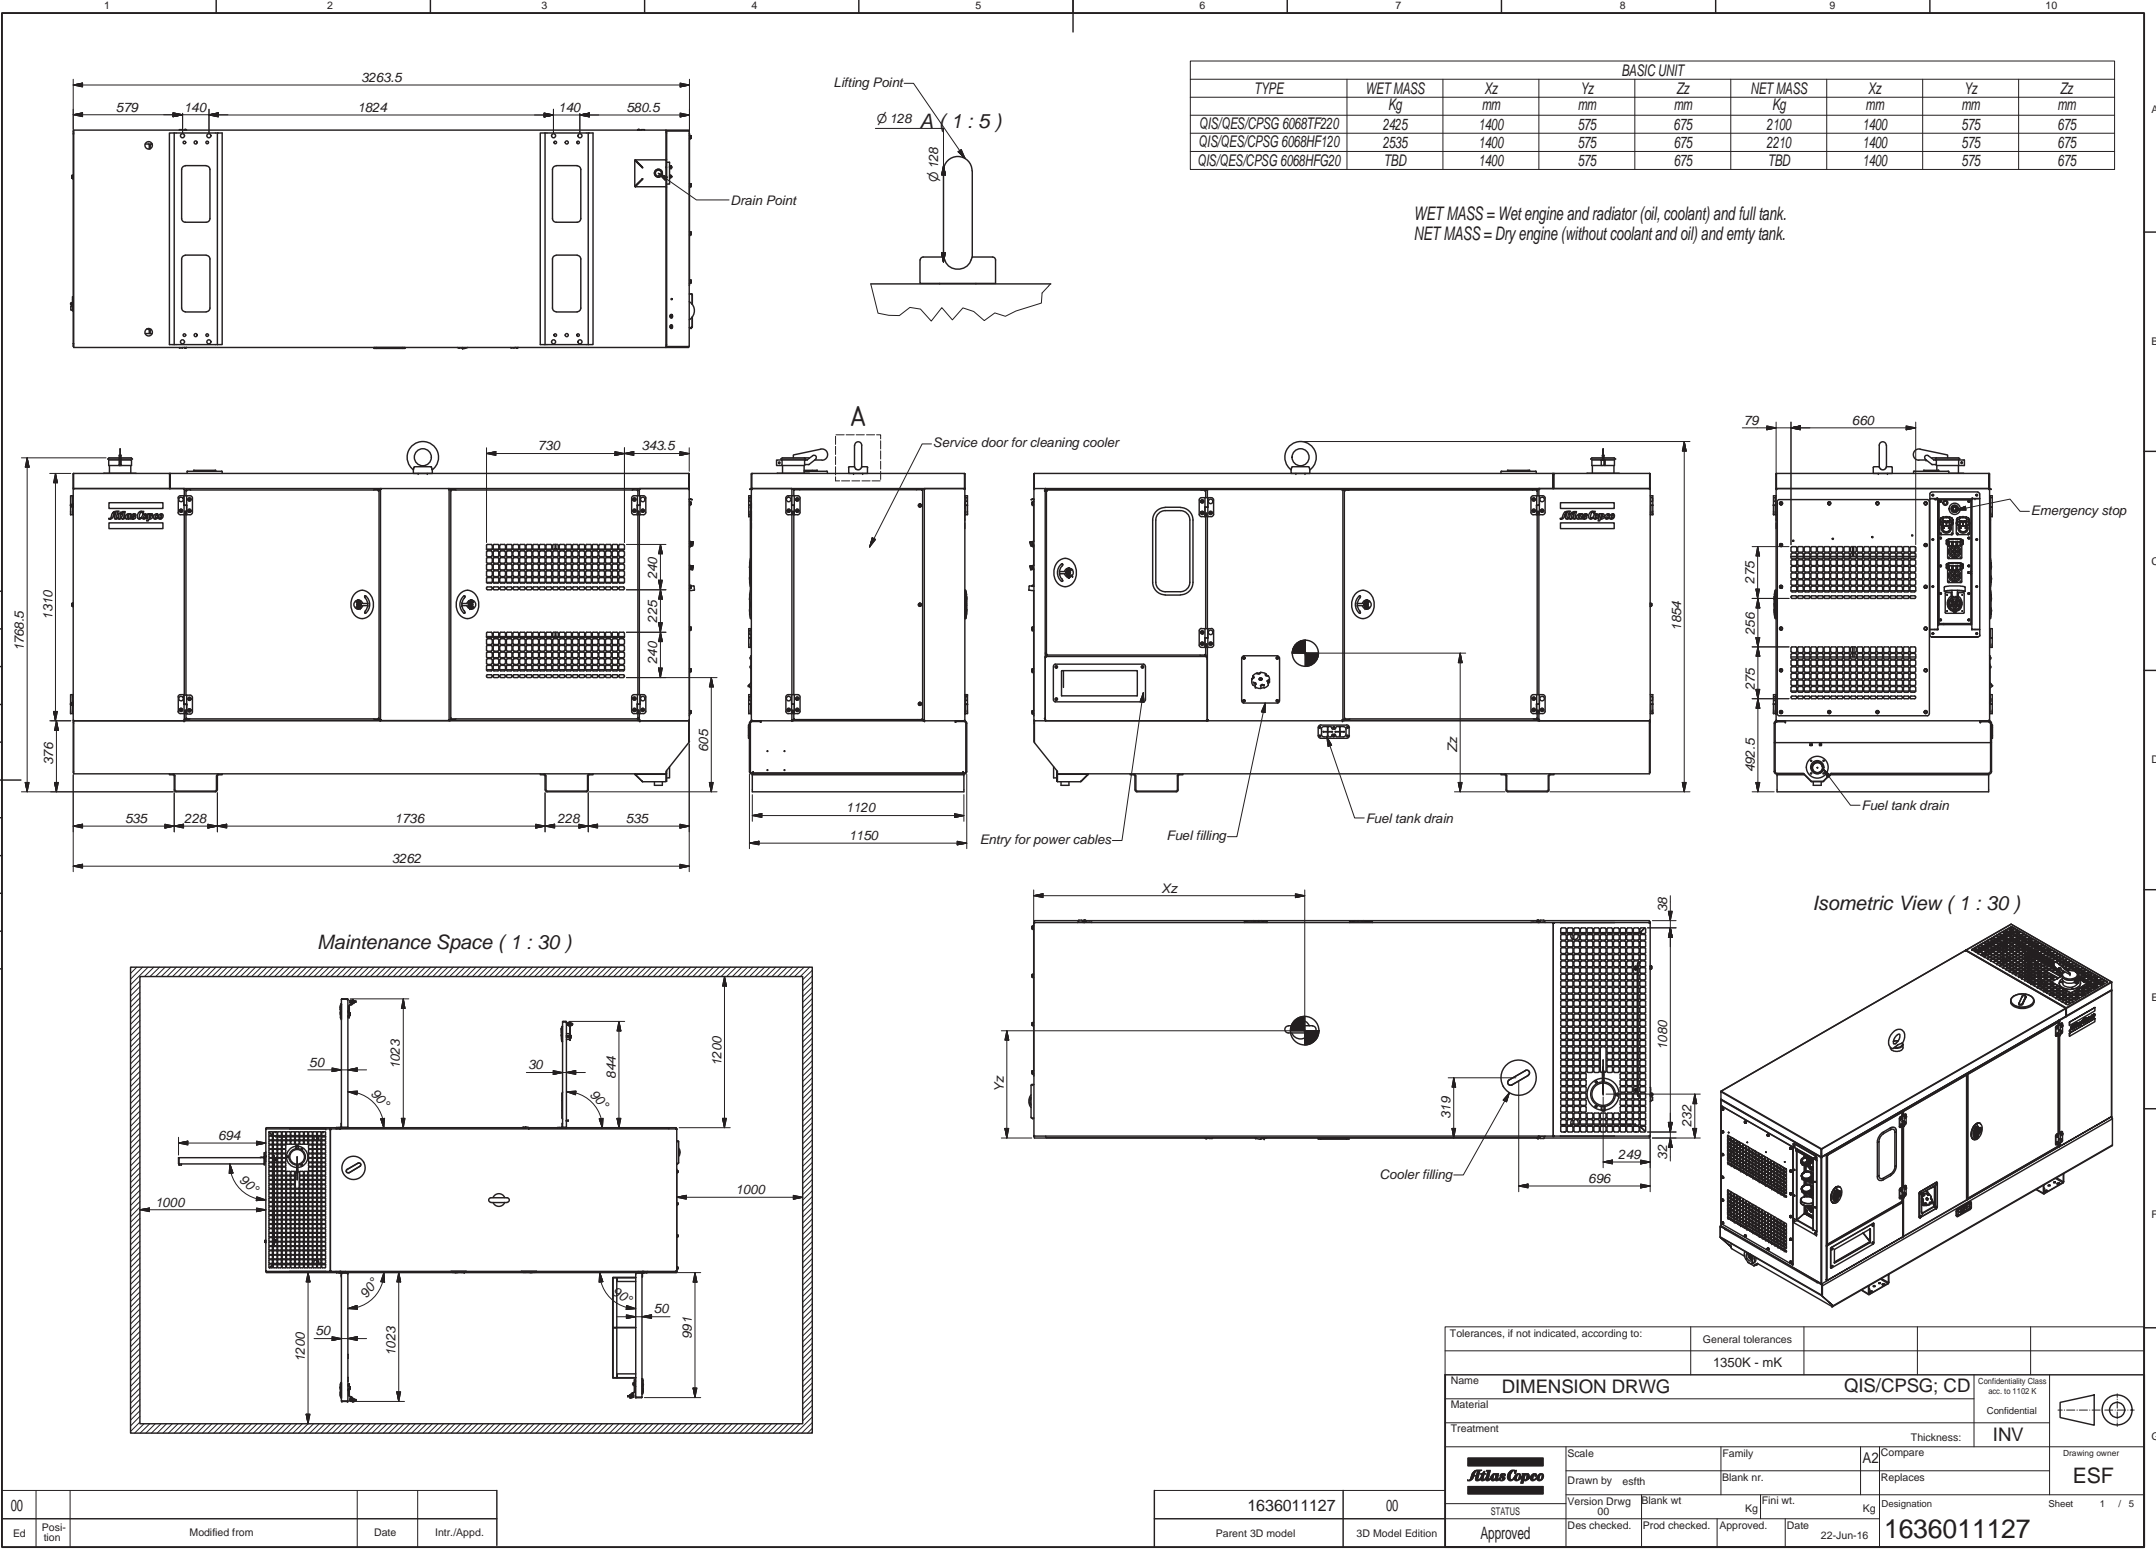 1 2 3 4 5 6 7 8 9 10
A
B
C
D
E
F
G
3263.5
579 140 1824 140 580.5
Drain Point
Lifting Point
Ø 128 A ( 1 : 5 )
Ø 128
BASIC UNIT
TYPE WET MASS Xz Yz Zz NET MASS Xz Yz Zz
Kg mm mm mm Kg mm mm mm
QIS/QES/CPSG 6068TF220 2425 1400 575 675 2100 1400 575 675
QIS/QES/CPSG 6068HF120 2535 1400 575 675 2210 1400 575 675
QIS/QES/CPSG 6068HFG20 TBD 1400 575 675 TBD 1400 575 675
WET MASS = Wet engine and radiator (oil, coolant) and full tank.
NET MASS = Dry engine (without coolant and oil) and emty tank.
730 343.5
Atlas Copco
1768.5
1310
376
240
225
240
605
535 228 1736 228 535
3262
A
Service door for cleaning cooler
1120
1150
Atlas Copco
1854
Zz
Entry for power cables
Fuel filling
Fuel tank drain
79 660
Emergency stop
275
256
275
492.5
Fuel tank drain
Maintenance Space ( 1 : 30 )
50
1023
90°
30
844
90°
1200
694
90°
1000
1000
1200
50
90°
1023
90°
50
991
Xz
Yz
38
1080
319
232
32
249
696
Cooler filling
Isometric View ( 1 : 30 )
Tolerances, if not indicated, according to: General tolerances
1350K - mK
Name DIMENSION DRWG QIS/CPSG; CD
Confidentiality Class
acc. to 1102 K
Confidential
Material
Treatment
Thickness: INV
Atlas Copco
Scale Family A2 Compare Drawing owner
Drawn by esfth Blank nr. Replaces ESF
STATUS Version Drwg 00 Blank wt Kg Fini wt. Kg Designation Sheet 1 / 5
Approved Des checked. Prod checked. Approved. Date 22-Jun-16 1636011127
1636011127 00
Parent 3D model 3D Model Edition
00
Ed Posi-
tion Modified from Date Intr./Appd.